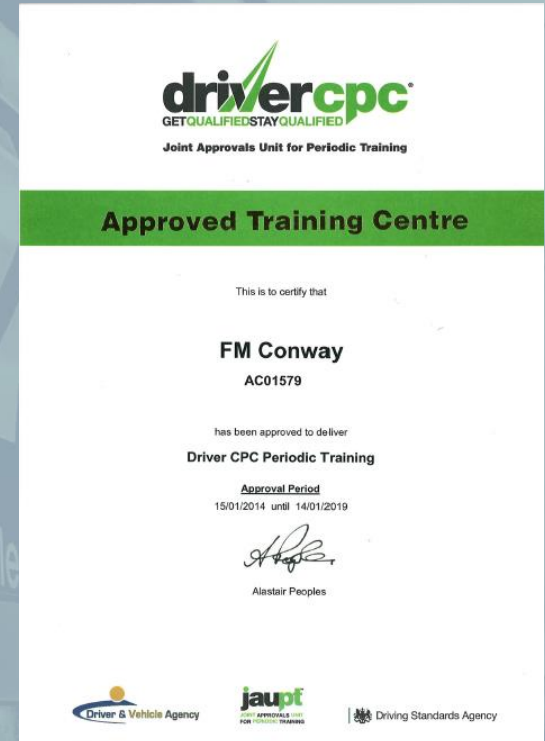 drivercpc
GETQUALIFIEDSTAYQUALIFIED
Joint Approvals Unit for Periodic Training
Approved Training Centre
This is to certify that
FM Conway
AC01579
has been approved to deliver
Driver CPC Periodic Training
Approval Period
15/01/2014 until 14/01/2019
Alastair Peoples
Driver & Vehicle Agency
jaupt
JOINT APPROVALS UNIT
FOR PERIODIC TRAINING
Driving Standards Agency